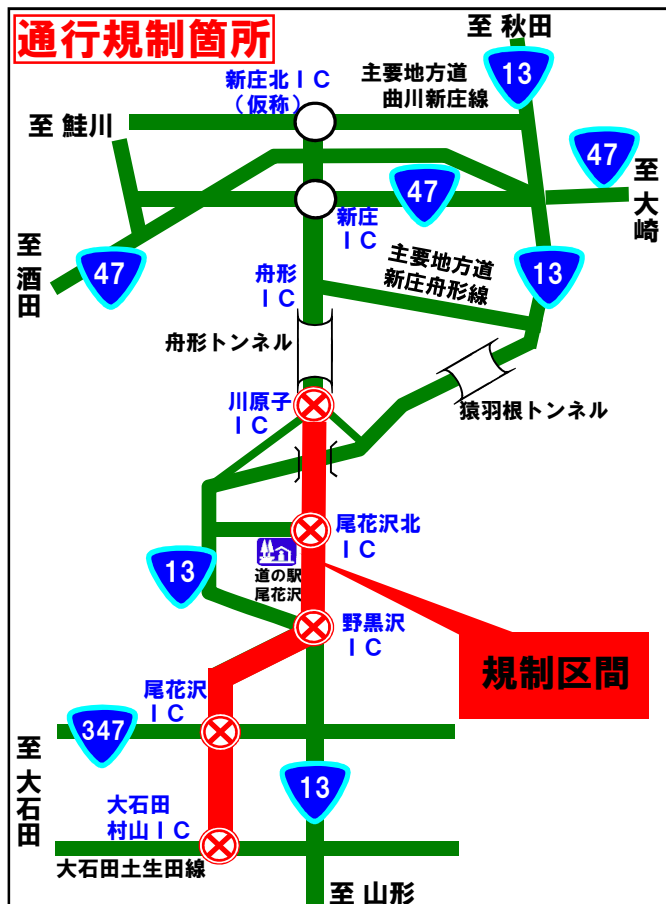 通行規制箇所
至 秋田
13
新庄北ＩＣ
（仮称）
主要地方道
曲川新庄線
至 鮭川
47
至 大崎
47
新庄
ＩＣ
至 酒田
47
舟形
ＩＣ
主要地方道
新庄舟形線
13
舟形トンネル
川原子
ＩＣ
猿羽根トンネル
尾花沢北
ＩＣ
道の駅
尾花沢
13
野黒沢
ＩＣ
規制区間
尾花沢
ＩＣ
347
至 大石田
13
大石田
村山ＩＣ
大石田土生田線
至 山形